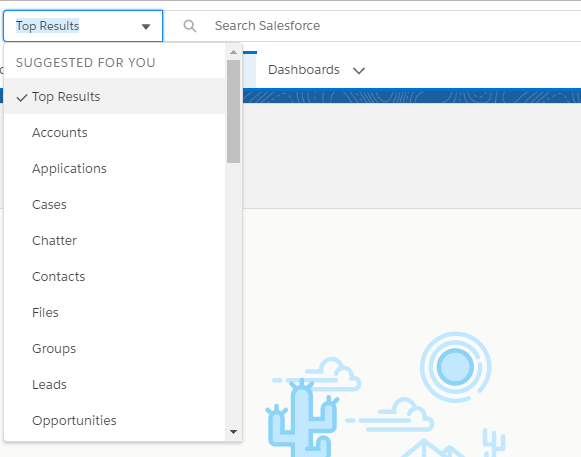 Top Results
Search Salesforce
SUGGESTED FOR YOU
Dashboards
Top Results
Accounts
Applications
Cases
Chatter
Contacts
Files
Groups
Leads
Opportunities